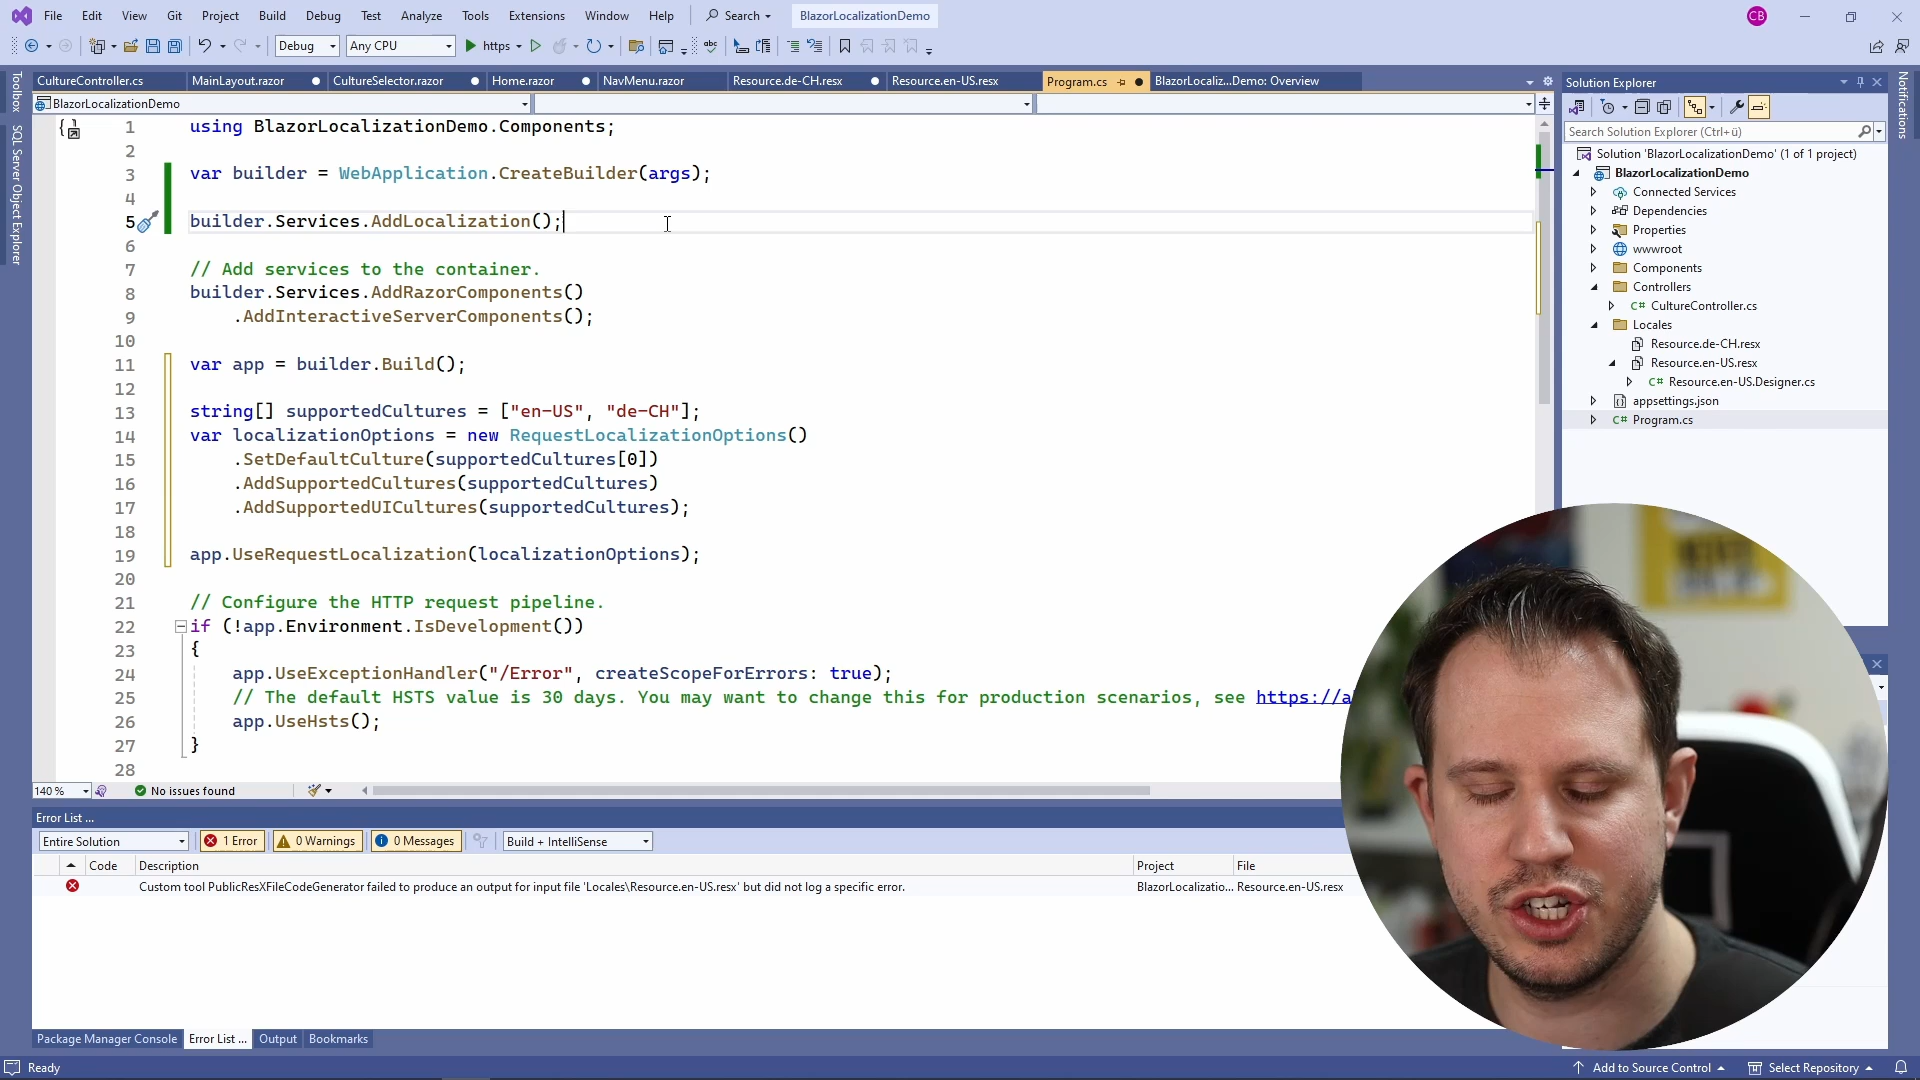 File Edit View Git Project Build Debug Test Analyze Tools Extensions Window Help Search BlazorLocalizationDemo CB
Debug Any CPU https
CultureController.cs MainLayout.razor CultureSelector.razor Home.razor NavMenu.razor Resource.de-CH.resx Resource.en-US.resx Program.cs BlazorLocaliz...Demo: Overview
BlazorLocalizationDemo
Toolbox
SQL Server Object Explorer
1 using BlazorLocalizationDemo.Components;
2
3 var builder = WebApplication.CreateBuilder(args);
4
5 builder.Services.AddLocalization();
6
7 // Add services to the container.
8 builder.Services.AddRazorComponents()
9 .AddInteractiveServerComponents();
10
11 var app = builder.Build();
12
13 string[] supportedCultures = ["en-US", "de-CH"];
14 var localizationOptions = new RequestLocalizationOptions()
15 .SetDefaultCulture(supportedCultures[0])
16 .AddSupportedCultures(supportedCultures)
17 .AddSupportedUICultures(supportedCultures);
18
19 app.UseRequestLocalization(localizationOptions);
20
21 // Configure the HTTP request pipeline.
22 if (!app.Environment.IsDevelopment())
23 {
24 app.UseExceptionHandler("/Error", createScopeForErrors: true);
25 // The default HSTS value is 30 days. You may want to change this for production scenarios, see https://a
26 app.UseHsts();
27 }
28
140 % No issues found
Solution Explorer
Search Solution Explorer (Ctrl+ü)
Solution 'BlazorLocalizationDemo' (1 of 1 project)
BlazorLocalizationDemo
Connected Services
Dependencies
Properties
wwwroot
Components
Controllers
C# CultureController.cs
Locales
Resource.de-CH.resx
Resource.en-US.resx
C# Resource.en-US.Designer.cs
appsettings.json
C# Program.cs
Notifications
Error List ...
Entire Solution 1 Error 0 Warnings 0 Messages Build + IntelliSense
Code Description Project File
Custom tool PublicResXFileCodeGenerator failed to produce an output for input file 'Locales\Resource.en-US.resx' but did not log a specific error. BlazorLocalizatio... Resource.en-US.resx
Package Manager Console Error List ... Output Bookmarks
Ready Add to Source Control Select Repository